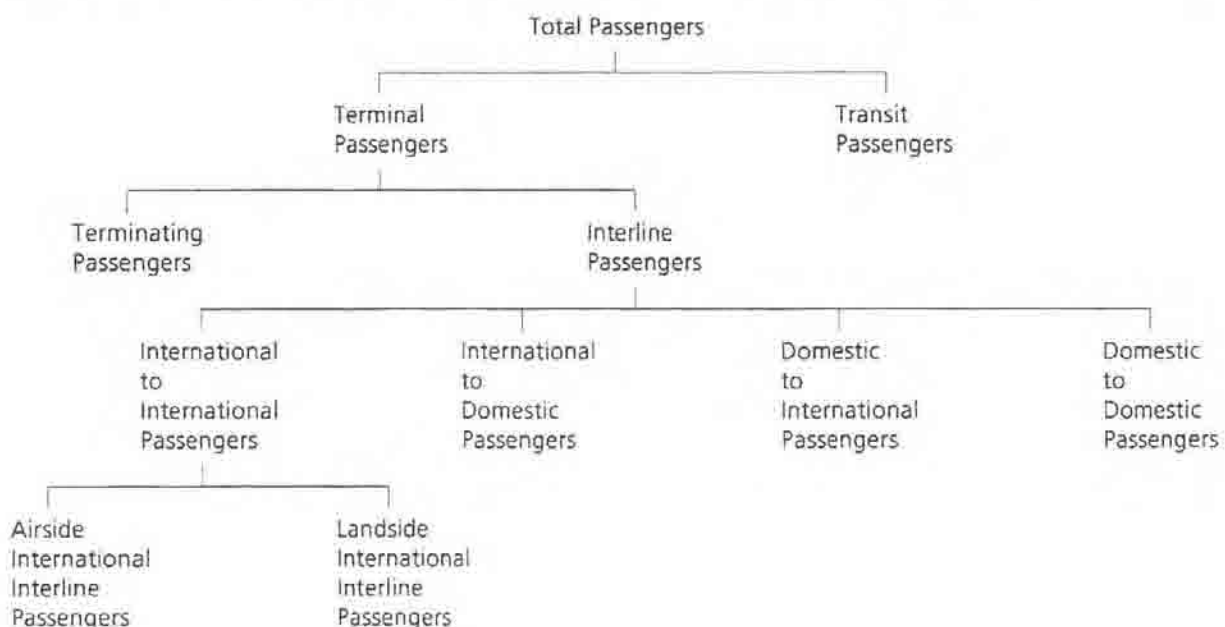 Total Passengers
Terminal
Passengers
Transit
Passengers
Terminating
Passengers
Interline
Passengers
International
to
International
Passengers
International
to
Domestic
Passengers
Domestic
to
International
Passengers
Domestic
to
Domestic
Passengers
Airside
International
Interline
Passengers
Landside
International
Interline
Passengers